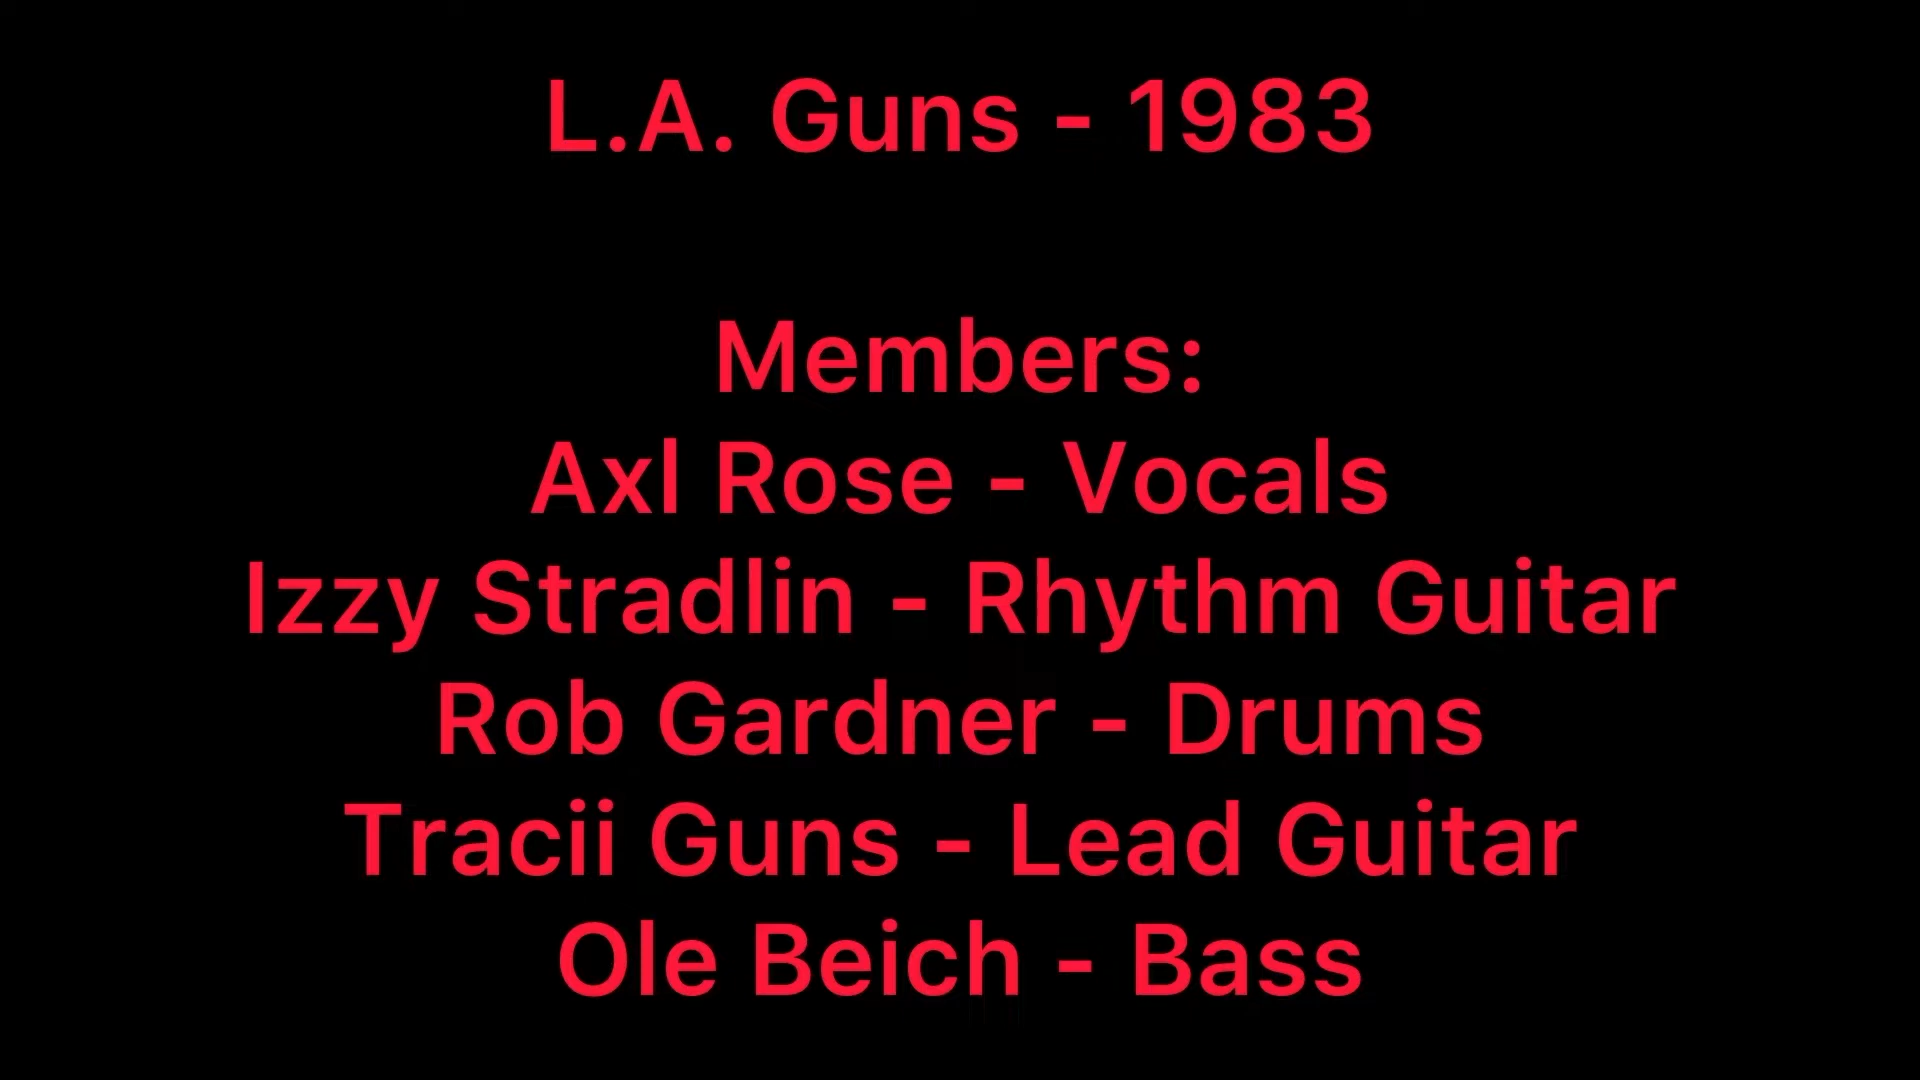 L.A. Guns - 1983
Members:
Axl Rose - Vocals
Izzy Stradlin - Rhythm Guitar
Rob Gardner - Drums
Tracii Guns - Lead Guitar
Ole Beich - Bass